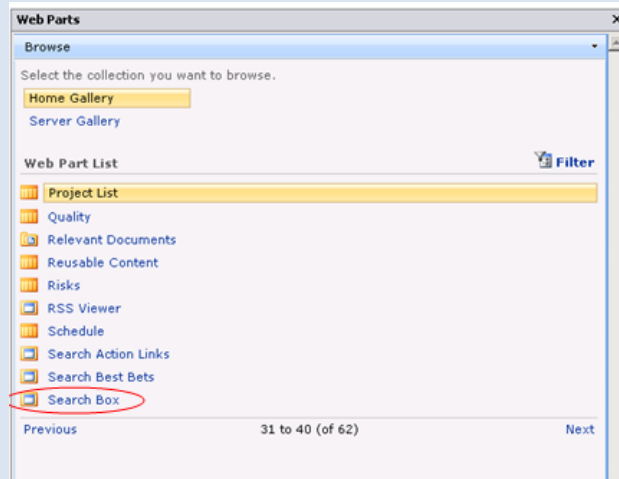 Web Parts
Browse
Select the collection you want to browse.
Home Gallery
Server Gallery
Web Part List Filter
Project List
Quality
Relevant Documents
Reusable Content
Risks
RSS Viewer
Schedule
Search Action Links
Search Best Bets
Search Box
Previous 31 to 40 (of 62) Next